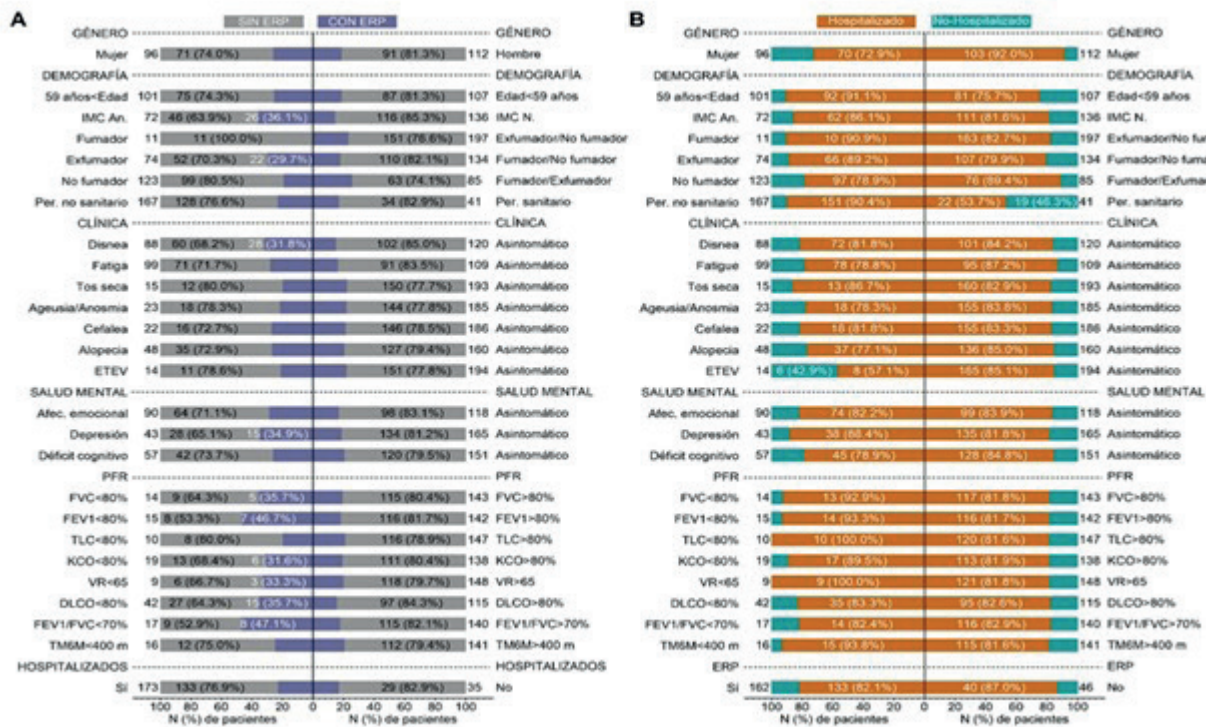 A
SIN ERP CON ERP
GÉNERO GÉNERO
Mujer 96 71 (74.0%) 91 (81.3%) 112 Hombre
DEMOGRAFÍA DEMOGRAFÍA
59 años<Edad 101 75 (74.3%) 87 (81.3%) 107 Edad<59 años
IMC An. 72 46 (63.9%) 26 (36.1%) 116 (85.3%) 136 IMC N.
Fumador 11 11 (100.0%) 151 (76.6%) 197 Exfumador/No fumador
Exfumador 74 52 (70.3%) 22 (29.7%) 110 (82.1%) 134 Fumador/No fumador
No fumador 123 99 (80.5%) 63 (74.1%) 85 Fumador/Exfumador
Per. no sanitario 167 128 (76.6%) 34 (82.9%) 41 Per. sanitario
CLÍNICA CLÍNICA
Disnea 88 60 (68.2%) 28 (31.8%) 102 (85.0%) 120 Asintomático
Fatiga 99 71 (71.7%) 91 (83.5%) 109 Asintomático
Tos seca 15 12 (80.0%) 150 (77.7%) 193 Asintomático
Ageusia/Anosmia 23 18 (78.3%) 144 (77.8%) 185 Asintomático
Cefalea 22 16 (72.7%) 146 (78.5%) 186 Asintomático
Alopecia 48 35 (72.9%) 127 (79.4%) 160 Asintomático
ETEV 14 11 (78.6%) 151 (77.8%) 194 Asintomático
SALUD MENTAL SALUD MENTAL
Afec. emocional 90 64 (71.1%) 98 (83.1%) 118 Asintomático
Depresión 43 28 (65.1%) 15 (34.9%) 134 (81.2%) 165 Asintomático
Déficit cognitivo 57 42 (73.7%) 120 (79.5%) 151 Asintomático
PFR PFR
FVC<80% 14 9 (64.3%) 5 (35.7%) 115 (80.4%) 143 FVC>80%
FEV1<80% 15 8 (53.3%) 7 (46.7%) 116 (81.7%) 142 FEV1>80%
TLC<80% 10 8 (80.0%) 116 (78.9%) 147 TLC>80%
KCO<80% 19 13 (68.4%) 6 (31.6%) 111 (80.4%) 138 KCO>80%
VR<65 9 6 (66.7%) 3 (33.3%) 118 (79.7%) 148 VR>65
DLCO<80% 42 27 (64.3%) 15 (35.7%) 97 (84.3%) 115 DLCO>80%
FEV1/FVC<70% 17 9 (52.9%) 8 (47.1%) 115 (82.1%) 140 FEV1/FVC>70%
TM6M<400 m 16 12 (75.0%) 112 (79.4%) 141 TM6M>400 m
HOSPITALIZADOS HOSPITALIZADOS
Sí 173 133 (76.9%) 29 (82.9%) 35 No
100 80 60 40 20 0 20 40 60 80 100
N (%) de pacientes N (%) de pacientes
B
Hospitalizado No-Hospitalizado
GÉNERO GÉNERO
Mujer 96 70 (72.9%) 103 (92.0%) 112 Mujer
DEMOGRAFÍA DEMOGRAFÍA
59 años<Edad 101 92 (91.1%) 81 (75.7%) 107 Edad<59 años
IMC An. 72 62 (86.1%) 111 (81.6%) 136 IMC N.
Fumador 11 10 (90.9%) 163 (82.7%) 197 Exfumador/No fuma
Exfumador 74 66 (89.2%) 107 (79.9%) 134 Fumador/No fuma
No fumador 123 97 (78.9%) 76 (89.4%) 85 Fumador/Exfuma
Per. no sanitario 167 151 (90.4%) 22 (53.7%) 19 (46.3%) 41 Per. sanitario
CLÍNICA CLÍNICA
Disnea 88 72 (81.8%) 101 (84.2%) 120 Asintomático
Fatigue 99 78 (78.8%) 95 (87.2%) 109 Asintomático
Tos seca 15 13 (86.7%) 160 (82.9%) 193 Asintomático
Ageusia/Anosmia 23 18 (78.3%) 155 (83.8%) 185 Asintomático
Cefalea 22 18 (81.8%) 155 (83.3%) 186 Asintomático
Alopecia 48 37 (77.1%) 136 (85.0%) 160 Asintomático
ETEV 14 6 (42.9%) 8 (57.1%) 165 (85.1%) 194 Asintomático
SALUD MENTAL SALUD MENTAL
Afec. emocional 90 74 (82.2%) 99 (83.9%) 118 Asintomático
Depresión 43 38 (88.4%) 135 (81.8%) 165 Asintomático
Déficit cognitivo 57 45 (78.9%) 128 (84.8%) 151 Asintomático
PFR PFR
FVC<80% 14 13 (92.9%) 117 (81.8%) 143 FVC>80%
FEV1<80% 15 14 (93.3%) 116 (81.7%) 142 FEV1>80%
TLC<80% 10 10 (100.0%) 120 (81.6%) 147 TLC>80%
KCO<80% 19 17 (89.5%) 113 (81.9%) 138 KCO>80%
VR<65 9 9 (100.0%) 121 (81.8%) 148 VR>65
DLCO<80% 42 35 (83.3%) 95 (82.6%) 115 DLCO>80%
FEV1/FVC<70% 17 14 (82.4%) 116 (82.9%) 140 FEV1/FVC>70%
TM6M<400 m 16 15 (93.8%) 115 (81.6%) 141 TM6M>400 m
ERP ERP
Sí 162 133 (82.1%) 40 (87.0%) 46 No
100 80 60 40 20 0 20 40 60 80 100
N (%) de pacientes N (%) de pacientes